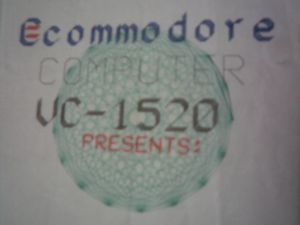 commodore
COMPUTER
VC-1520
PRESENTS: